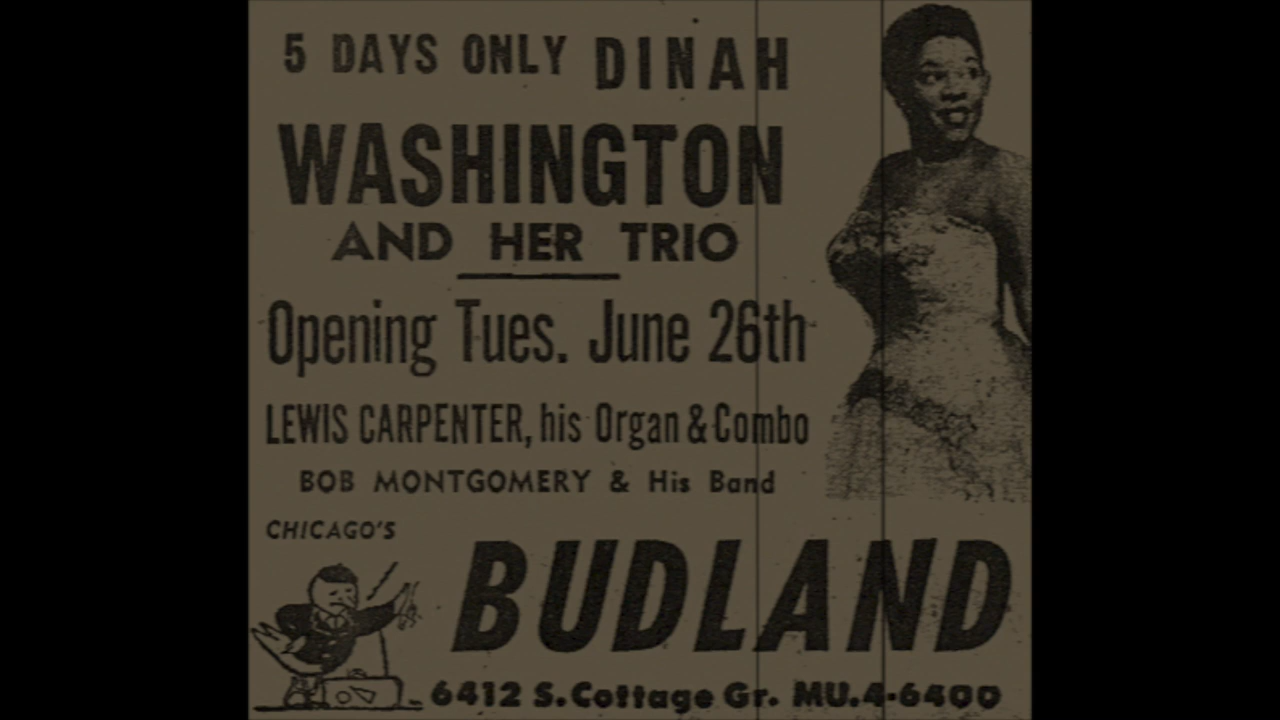 5 DAYS ONLY DINAH
WASHINGTON
AND HER TRIO
Opening Tues. June 26th
LEWIS CARPENTER, his Organ & Combo
BOB MONTGOMERY & His Band
CHICAGO'S
BUDLAND
6412 S. Cottage Gr. MU.4-6400